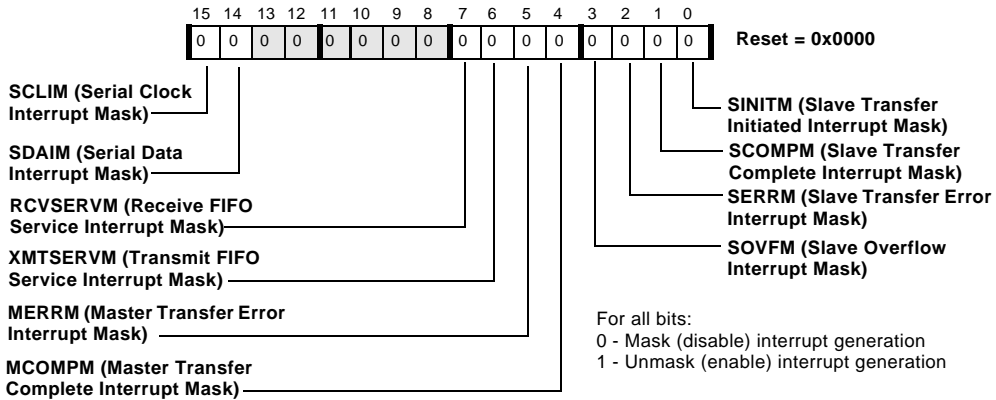 15 14 13 12 11 10 9 8 7 6 5 4 3 2 1 0
0 0 0 0 0 0 0 0 0 0 0 0 0 0 0 0
Reset = 0x0000
SCLIM (Serial Clock
Interrupt Mask)
SDAIM (Serial Data
Interrupt Mask)
RCVSERVM (Receive FIFO
Service Interrupt Mask)
XMTSERVM (Transmit FIFO
Service Interrupt Mask)
MERRM (Master Transfer Error
Interrupt Mask)
MCOMPM (Master Transfer
Complete Interrupt Mask)
SINITM (Slave Transfer
Initiated Interrupt Mask)
SCOMPM (Slave Transfer
Complete Interrupt Mask)
SERRM (Slave Transfer Error
Interrupt Mask)
SOVFM (Slave Overflow
Interrupt Mask)
For all bits:
0 - Mask (disable) interrupt generation
1 - Unmask (enable) interrupt generation